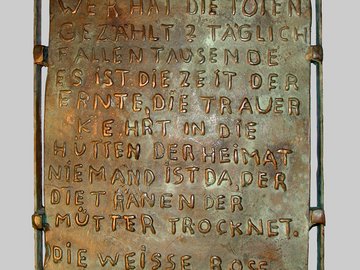 WER HAT DIE TOTEN
GEZÄHLT? TÄGLICH
FALLEN TAUSENDE
ES IST DIE ZEIT DER
ERNTE, DIE TRAUER
KEHRT IN DIE
HÜTTEN DER HEIMAT
NIEMAND IST DA, DER
DIE TRÄNEN DER
MÜTTER TROCKNET.
DIE WEISSE ROSE